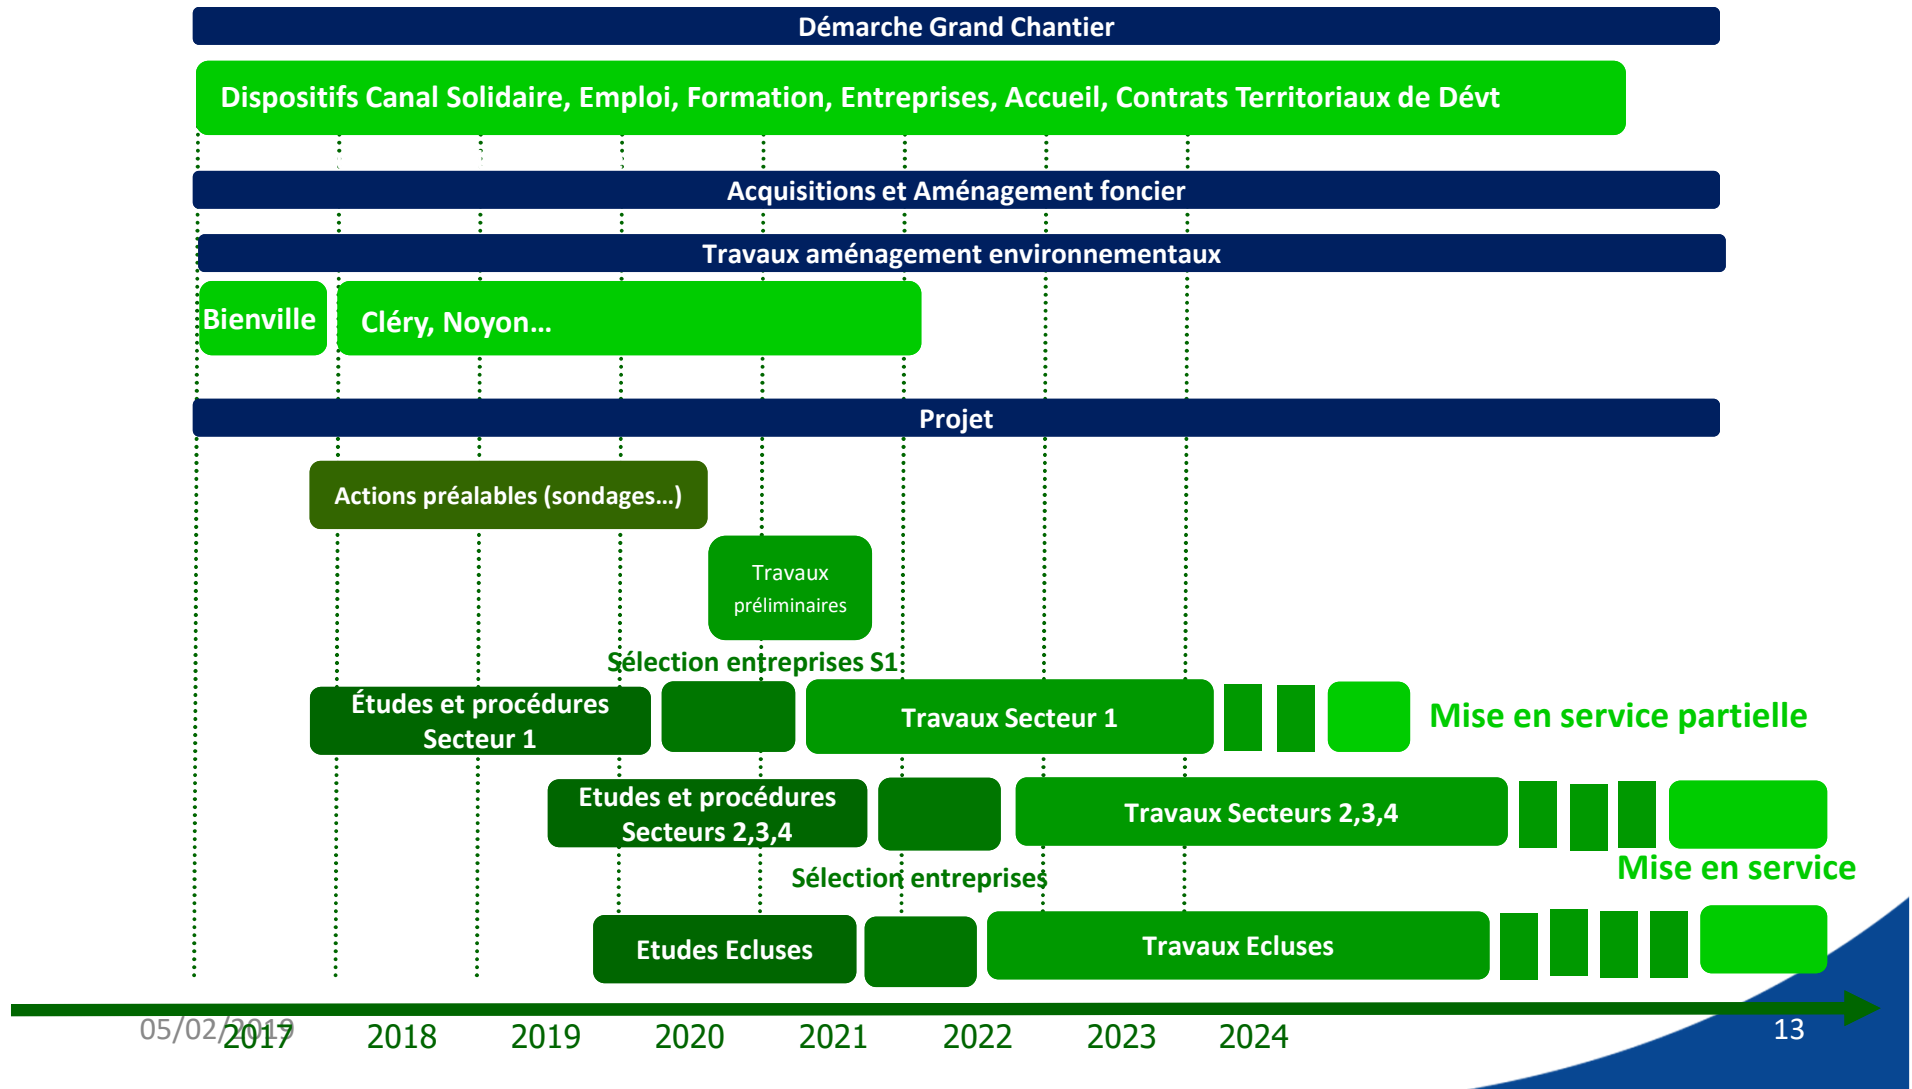 Démarche Grand Chantier
Dispositifs Canal Solidaire, Emploi, Formation, Entreprises, Accueil, Contrats Territoriaux de Dévt
Acquisitions et Aménagement foncier
Travaux aménagement environnementaux
Bienville
Cléry, Noyon...
Projet
Actions préalables (sondages...)
Travaux
préliminaires
Sélection entreprises S1
Études et procédures
Secteur 1
Travaux Secteur 1
Mise en service partielle
Etudes et procédures
Secteurs 2,3,4
Travaux Secteurs 2,3,4
Mise en service
Sélection entreprises
Etudes Ecluses
Travaux Ecluses
05/02/2019
2017 2018 2019 2020 2021 2022 2023 2024
13